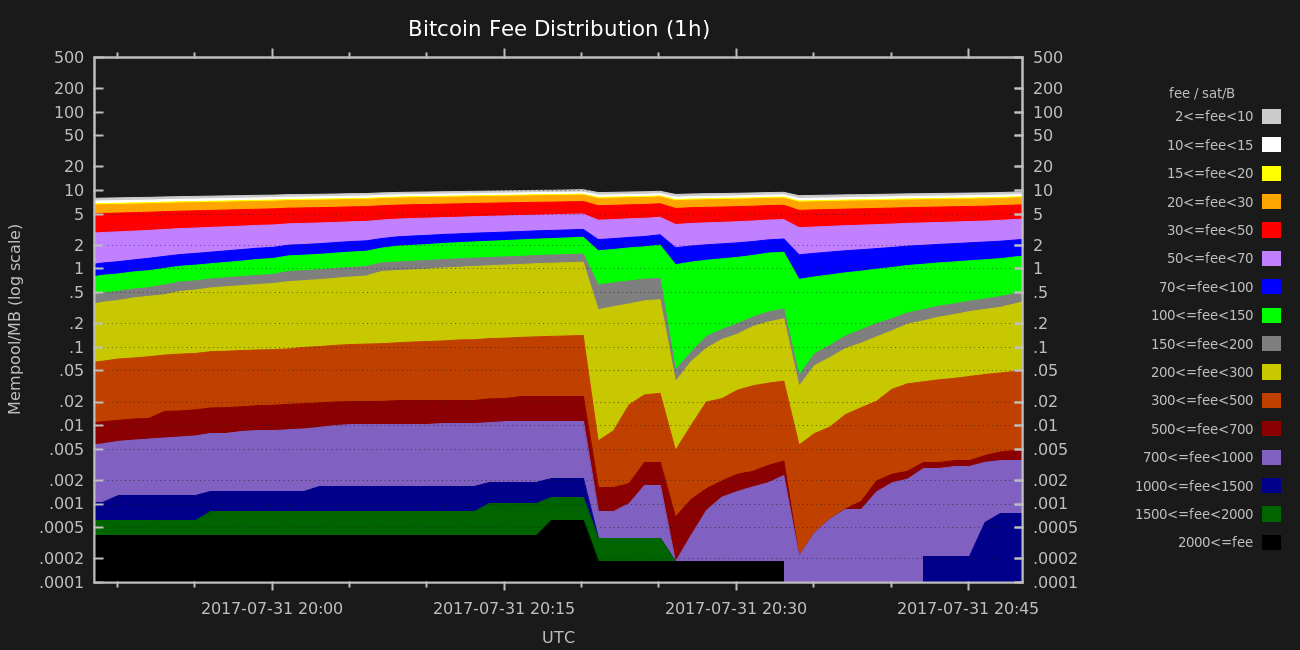 Bitcoin Fee Distribution (1h)
Mempool/MB (log scale)
500
200
100
50
20
10
5
2
1
.5
.2
.1
.05
.02
.01
.005
.002
.001
.0005
.0002
.0001
500
200
100
50
20
10
5
2
1
.5
.2
.1
.05
.02
.01
.005
.002
.001
.0005
.0002
.0001
2017-07-31 20:00
2017-07-31 20:15
2017-07-31 20:30
2017-07-31 20:45
UTC
fee / sat/B
2<=fee<10
10<=fee<15
15<=fee<20
20<=fee<30
30<=fee<50
50<=fee<70
70<=fee<100
100<=fee<150
150<=fee<200
200<=fee<300
300<=fee<500
500<=fee<700
700<=fee<1000
1000<=fee<1500
1500<=fee<2000
2000<=fee